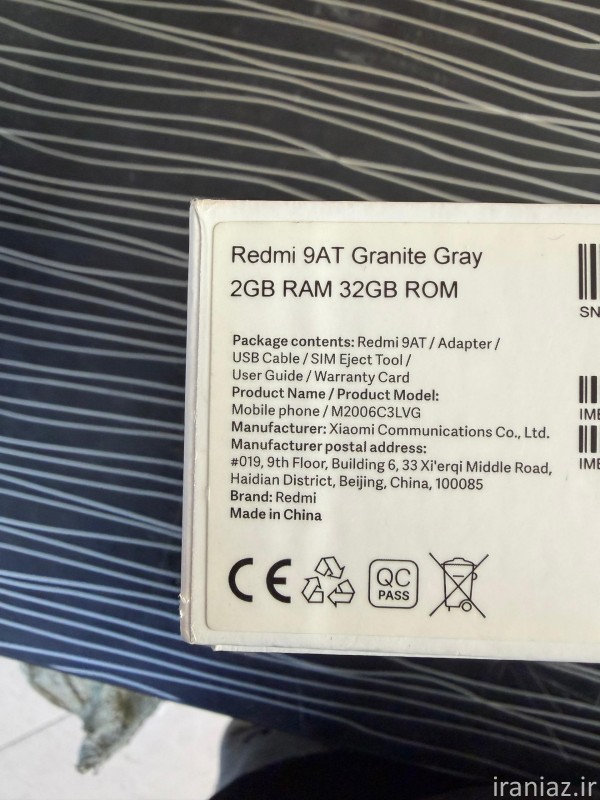 Redmi 9AT Granite Gray
2GB RAM 32GB ROM
Package contents: Redmi 9AT / Adapter /
USB Cable / SIM Eject Tool /
User Guide / Warranty Card
Product Name / Product Model:
Mobile phone / M2006C3LVG
Manufacturer: Xiaomi Communications Co., Ltd.
Manufacturer postal address:
#019, 9th Floor, Building 6, 33 Xi'erqi Middle Road,
Haidian District, Beijing, China, 100085
Brand: Redmi
Made in China
CE
QC
PASS
SN
IME
IME
iraniaz.ir